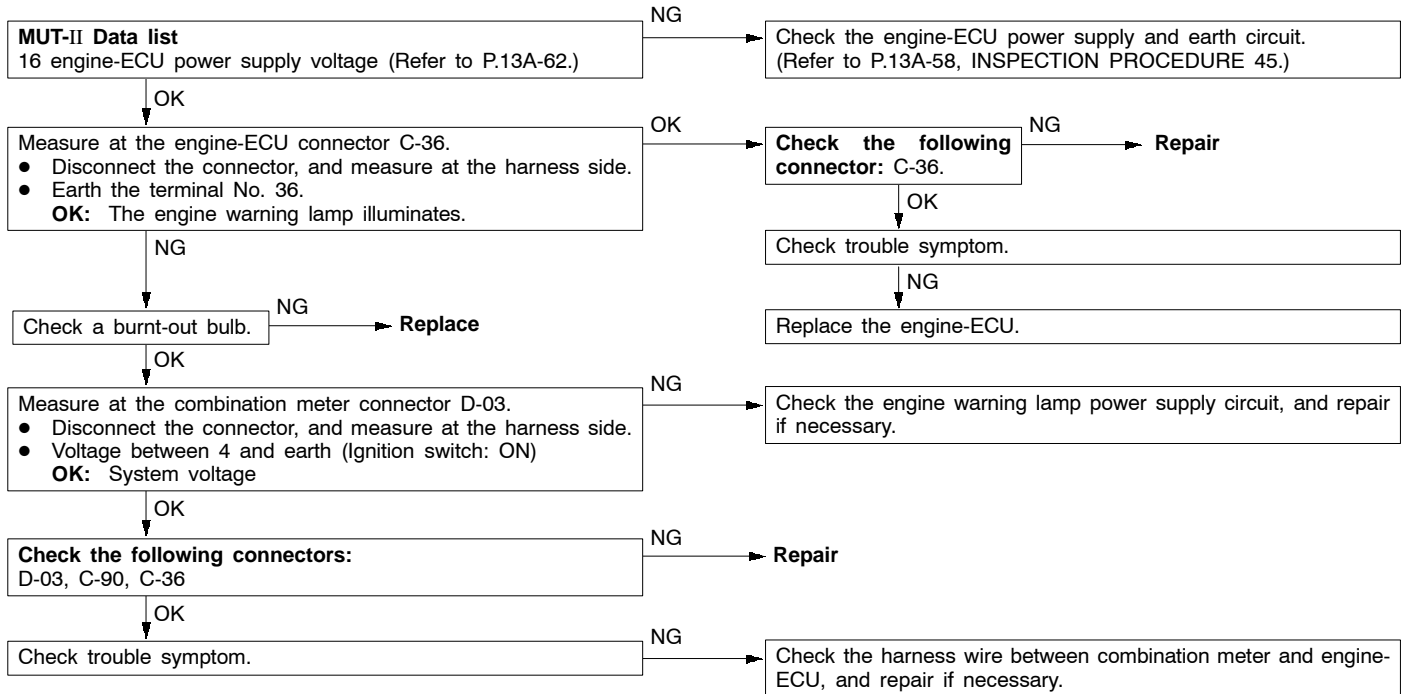 MUT-II Data list
16 engine-ECU power supply voltage (Refer to P.13A-62.)
NG
Check the engine-ECU power supply and earth circuit.
(Refer to P.13A-58, INSPECTION PROCEDURE 45.)
OK
Measure at the engine-ECU connector C-36.
● Disconnect the connector, and measure at the harness side.
● Earth the terminal No. 36.
OK: The engine warning lamp illuminates.
OK
Check the following
connector: C-36.
NG
Repair
OK
Check trouble symptom.
NG
Replace the engine-ECU.
NG
Check a burnt-out bulb.
NG
Replace
OK
Measure at the combination meter connector D-03.
● Disconnect the connector, and measure at the harness side.
● Voltage between 4 and earth (Ignition switch: ON)
OK: System voltage
NG
Check the engine warning lamp power supply circuit, and repair
if necessary.
OK
Check the following connectors:
D-03, C-90, C-36
NG
Repair
OK
Check trouble symptom.
NG
Check the harness wire between combination meter and engine-
ECU, and repair if necessary.